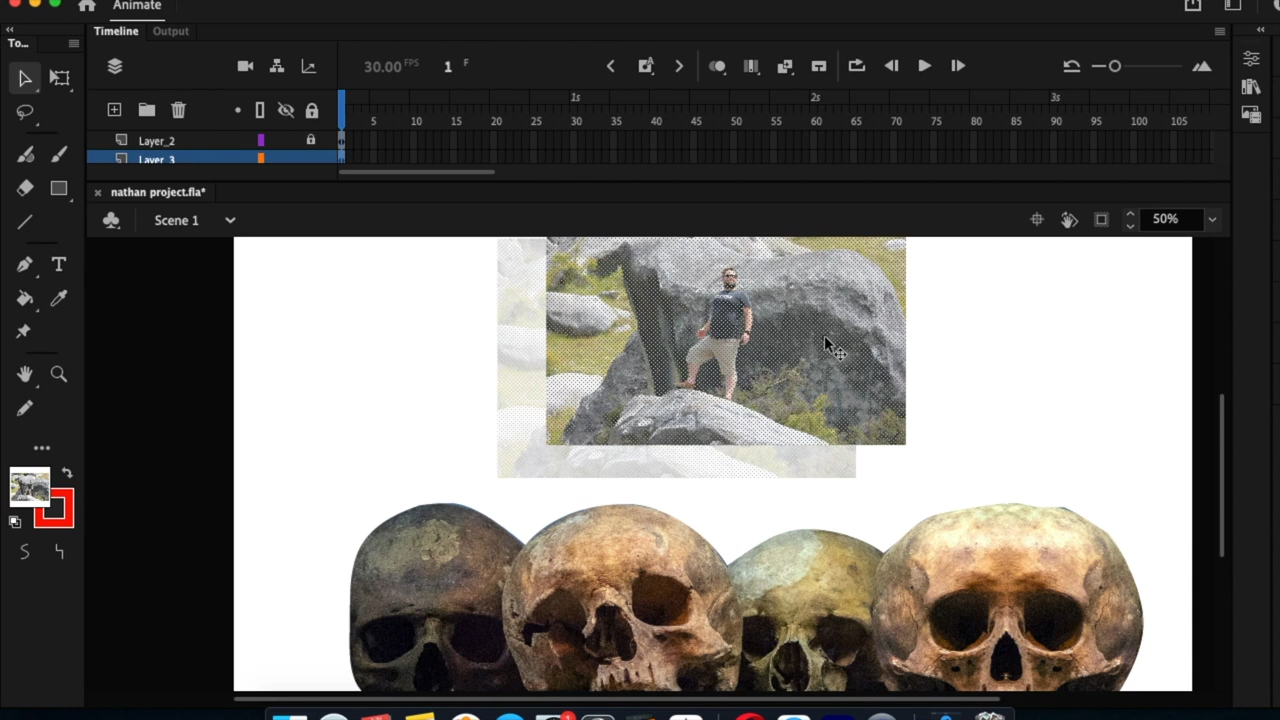 Animate
Timeline Output
To...
30.00 FPS 1 F
1s 2s 3s
5 10 15 20 25 30 35 40 45 50 55 60 65 70 75 80 85 90 95 100 105
Layer_2
Layer_3
nathan project.fla*
Scene 1
50%
T